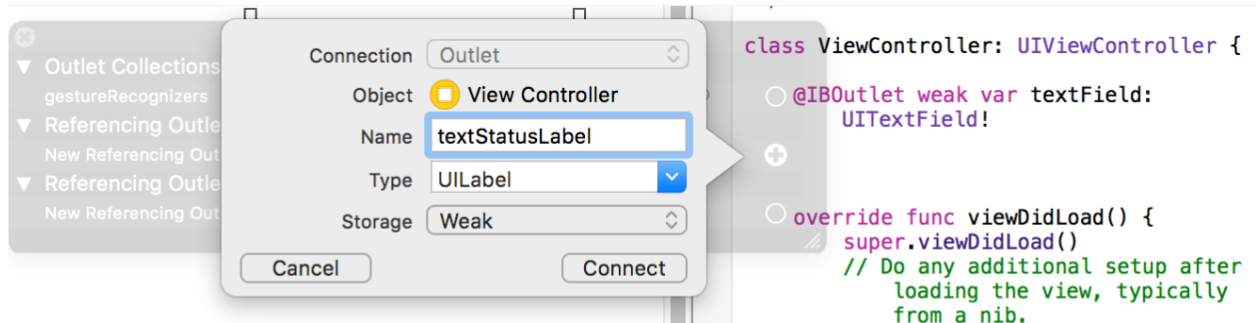 Outlet Collections
gestureRecognizers
Referencing Outle
New Referencing Out
Referencing Outle
New Referencing Out
Connection Outlet
Object View Controller
Name textStatusLabel
Type UILabel
Storage Weak
Cancel Connect
class ViewController: UIViewController {
@IBOutlet weak var textField:
UITextField!
override func viewDidLoad() {
super.viewDidLoad()
// Do any additional setup after
loading the view, typically
from a nib.